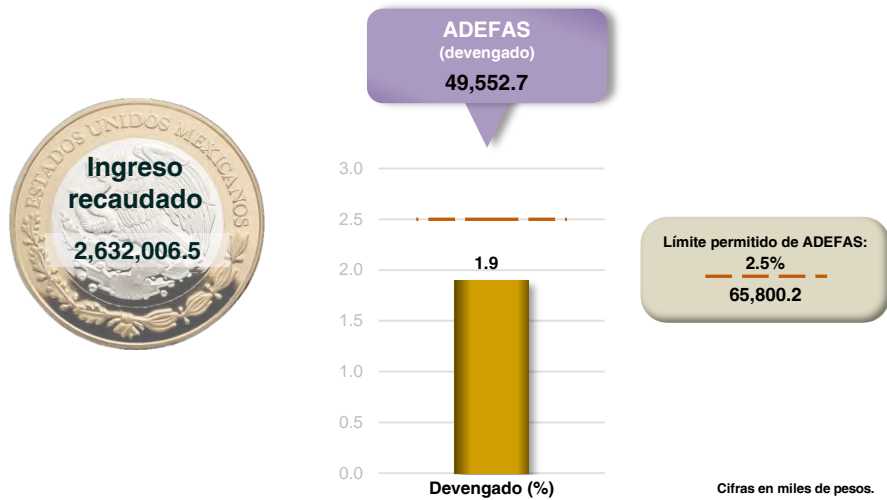 ADEFAS
(devengado)
49,552.7
ESTADOS UNIDOS MEXICANOS
Ingreso
recaudado
2,632,006.5
3.0
2.5
2.0
1.5
1.0
0.5
0.0
1.9
Devengado (%)
Límite permitido de ADEFAS:
2.5%
65,800.2
Cifras en miles de pesos.